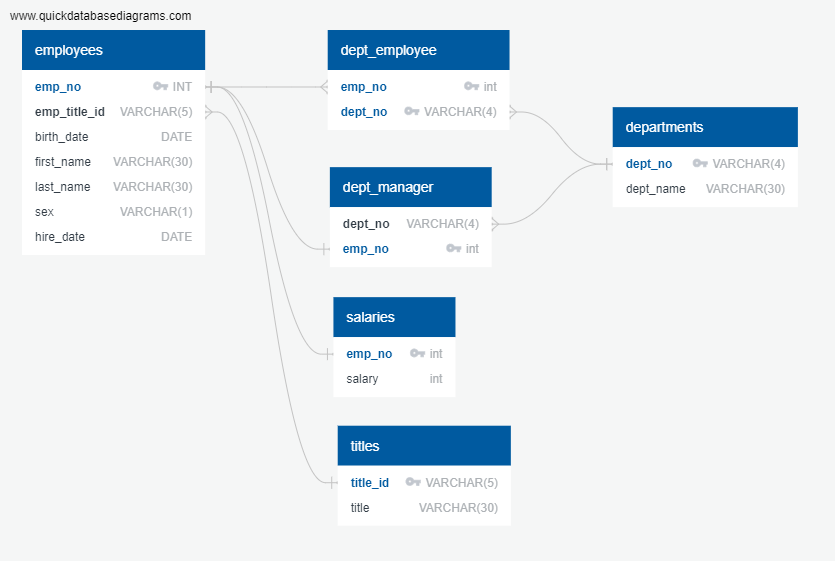 www.quickdatabasediagrams.com
employees
emp_no INT
emp_title_id VARCHAR(5)
birth_date DATE
first_name VARCHAR(30)
last_name VARCHAR(30)
sex VARCHAR(1)
hire_date DATE
dept_employee
emp_no int
dept_no VARCHAR(4)
dept_manager
dept_no VARCHAR(4)
emp_no int
salaries
emp_no int
salary int
titles
title_id VARCHAR(5)
title VARCHAR(30)
departments
dept_no VARCHAR(4)
dept_name VARCHAR(30)